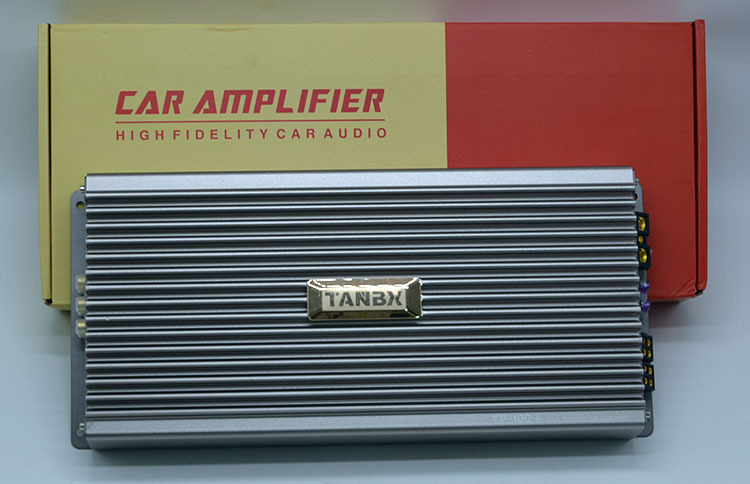 CAR AMPLIFIER
HIGH FIDELITY CAR AUDIO
TANBX